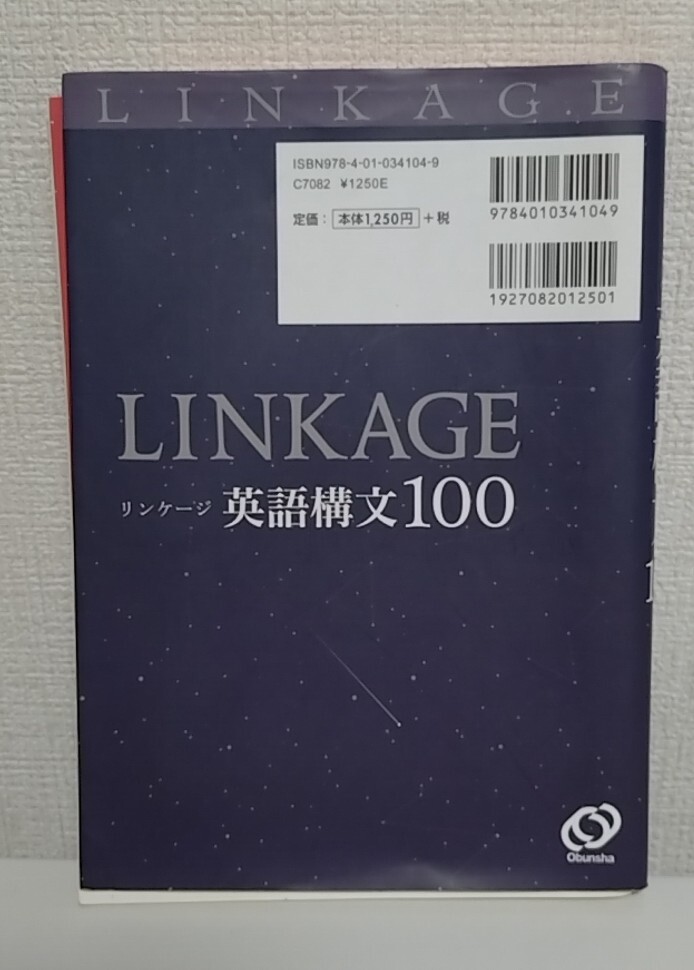 LINKAGE
ISBN978-4-01-034104-9
C7082 ¥1250E
定価：本体1,250円＋税
9784010341049
1927082012501
LINKAGE
リンケージ 英語構文100
Obunsha